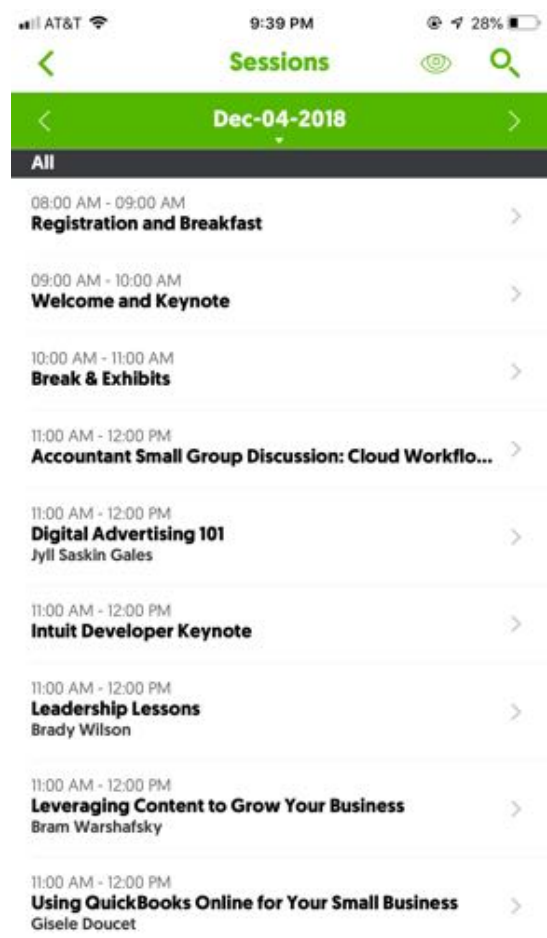 AT&T 9:39 PM 28%
Sessions
Dec-04-2018
All
08:00 AM - 09:00 AM
Registration and Breakfast
09:00 AM - 10:00 AM
Welcome and Keynote
10:00 AM - 11:00 AM
Break & Exhibits
11:00 AM - 12:00 PM
Accountant Small Group Discussion: Cloud Workflo...
11:00 AM - 12:00 PM
Digital Advertising 101
Jyll Saskin Gales
11:00 AM - 12:00 PM
Intuit Developer Keynote
11:00 AM - 12:00 PM
Leadership Lessons
Brady Wilson
11:00 AM - 12:00 PM
Leveraging Content to Grow Your Business
Bram Warshafsky
11:00 AM - 12:00 PM
Using QuickBooks Online for Your Small Business
Gisele Doucet